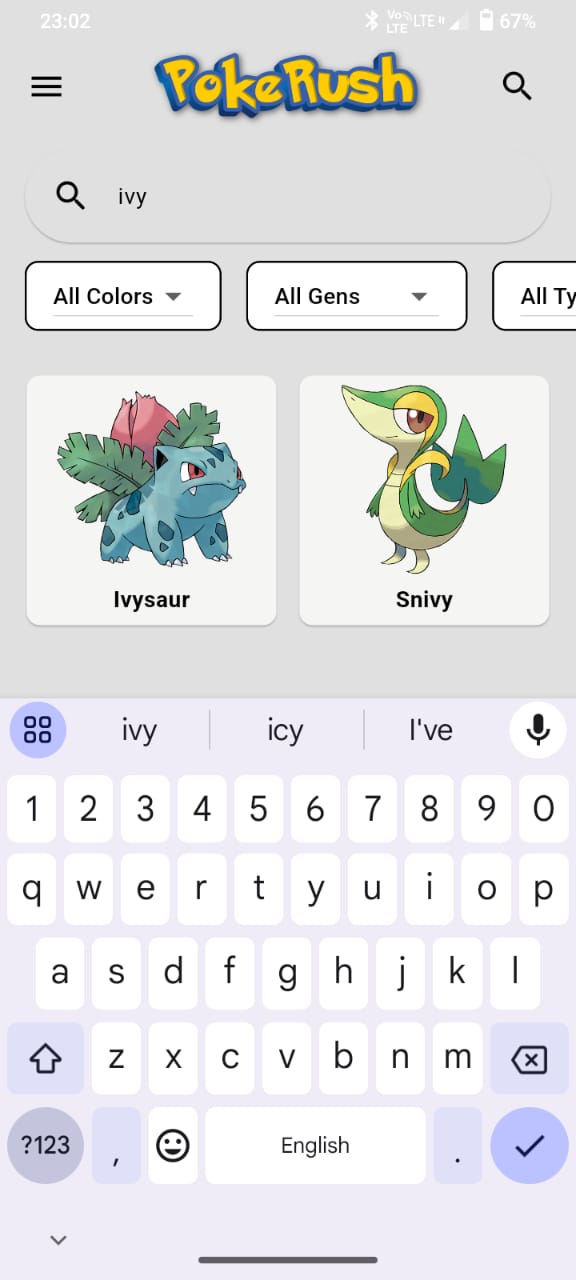 23:02 Vo LTE LTE 67%
PokeRush
ivy
All Colors All Gens All Ty
Ivysaur Snivy
ivy icy I've
1 2 3 4 5 6 7 8 9 0
q w e r t y u i o p
a s d f g h j k l
z x c v b n m
?123 , English .